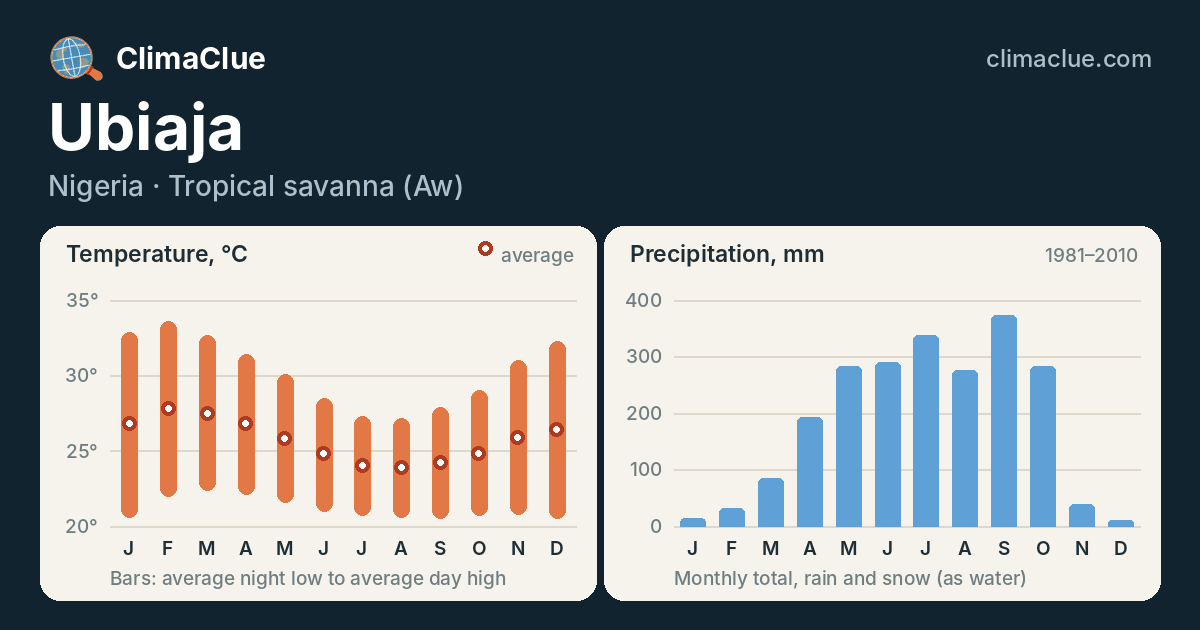 ClimaClue
climaclue.com
Ubiaja
Nigeria · Tropical savanna (Aw)
Temperature, °C
average
35°
30°
25°
20°
J F M A M J J A S O N D
Bars: average night low to average day high
Precipitation, mm
1981–2010
400
300
200
100
0
J F M A M J J A S O N D
Monthly total, rain and snow (as water)